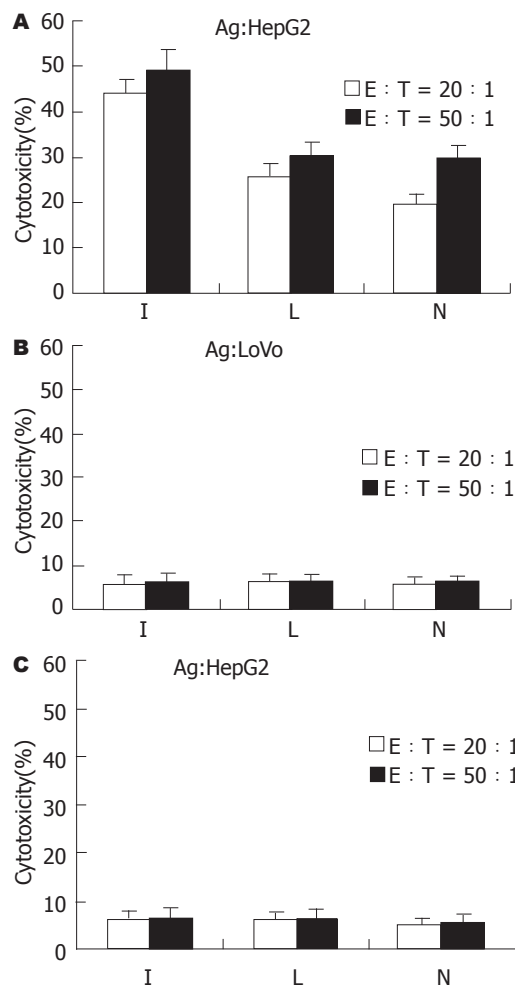 A
Ag:HepG2
60
50
40
30
20
10
0
Cytotoxicity(%)
E : T = 20 : 1
E : T = 50 : 1
I L N
B
Ag:LoVo
60
50
40
30
20
10
0
Cytotoxicity(%)
E : T = 20 : 1
E : T = 50 : 1
I L N
C
Ag:HepG2
60
50
40
30
20
10
0
Cytotoxicity(%)
E : T = 20 : 1
E : T = 50 : 1
I L N